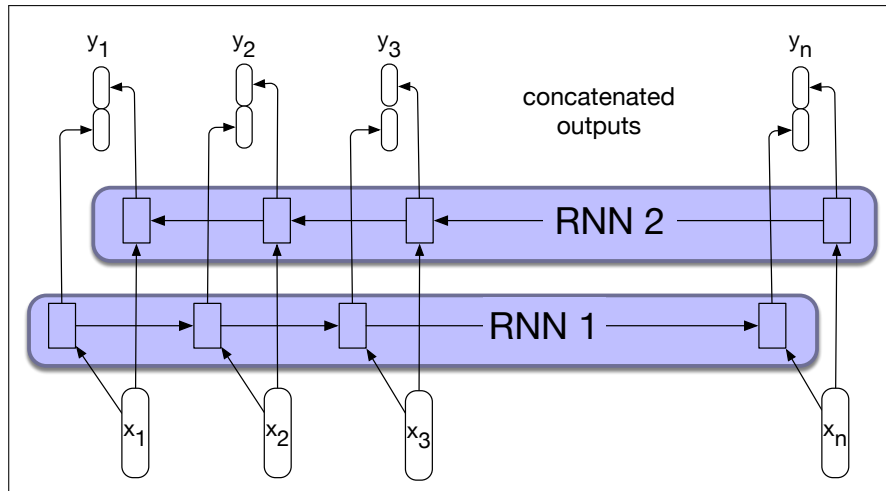 y1 y2 y3 yn
concatenated
outputs
RNN 2
RNN 1
x1 x2 x3 xn